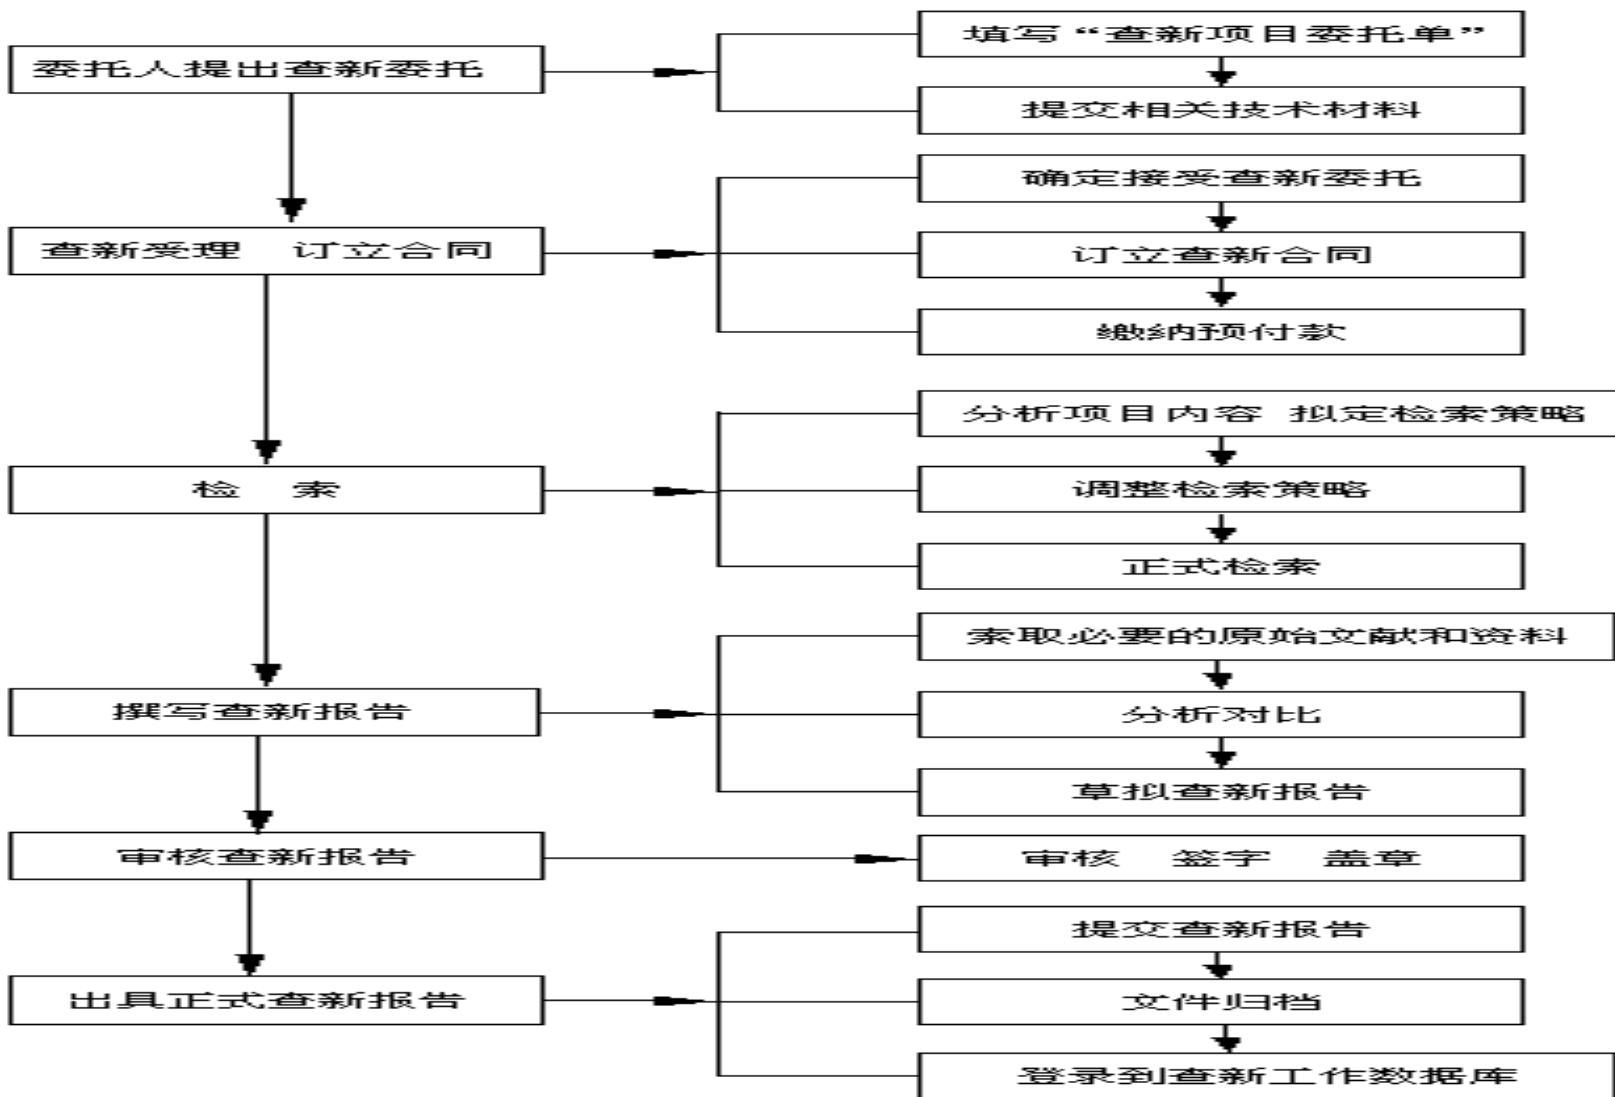 委托人提出查新委托
填写“查新项目委托单”
提交相关技术材料
查新受理 订立合同
确定接受查新委托
订立查新合同
缴纳预付款
检 索
分析项目内容 拟定检索策略
调整检索策略
正式检索
撰写查新报告
索取必要的原始文献和资料
分析对比
草拟查新报告
审核查新报告
审核 签字 盖章
出具正式查新报告
提交查新报告
文件归档
登录到查新工作数据库